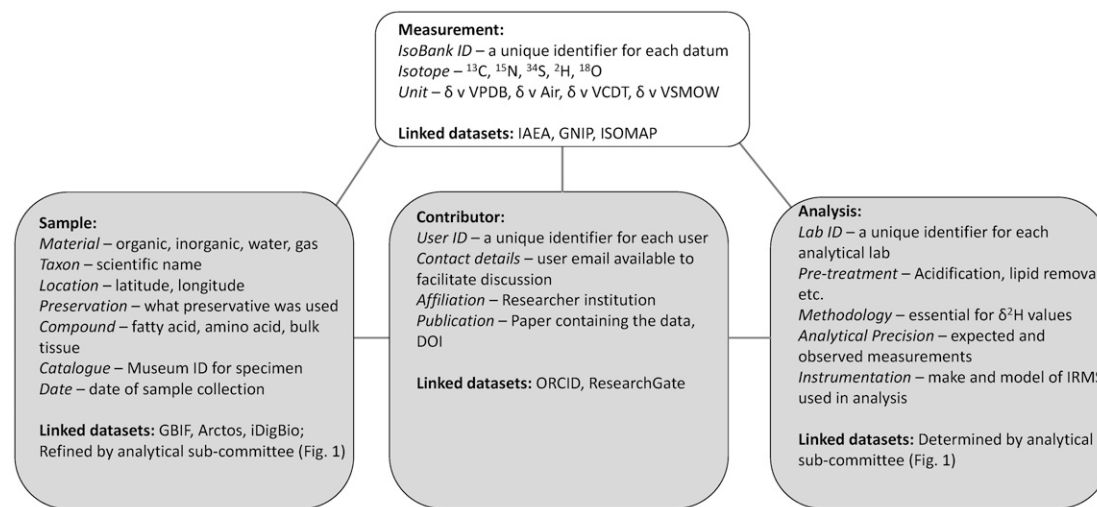 Measurement:
IsoBank ID – a unique identifier for each datum
Isotope – ¹³C, ¹⁵N, ³⁴S, ²H, ¹⁸O
Unit – δ v VPDB, δ v Air, δ v VCDT, δ v VSMOW
Linked datasets: IAEA, GNIP, ISOMAP
Sample:
Material – organic, inorganic, water, gas
Taxon – scientific name
Location – latitude, longitude
Preservation – what preservative was used
Compound – fatty acid, amino acid, bulk
tissue
Catalogue – Museum ID for specimen
Date – date of sample collection
Linked datasets: GBIF, Arctos, iDigBio;
Refined by analytical sub-committee (Fig. 1)
Contributor:
User ID – a unique identifier for each user
Contact details – user email available to
facilitate discussion
Affiliation – Researcher institution
Publication – Paper containing the data,
DOI
Linked datasets: ORCID, ResearchGate
Analysis:
Lab ID – a unique identifier for each
analytical lab
Pre-treatment – Acidification, lipid remova
etc.
Methodology – essential for δ²H values
Analytical Precision – expected and
observed measurements
Instrumentation – make and model of IRMS
used in analysis
Linked datasets: Determined by analytical
sub-committee (Fig. 1)